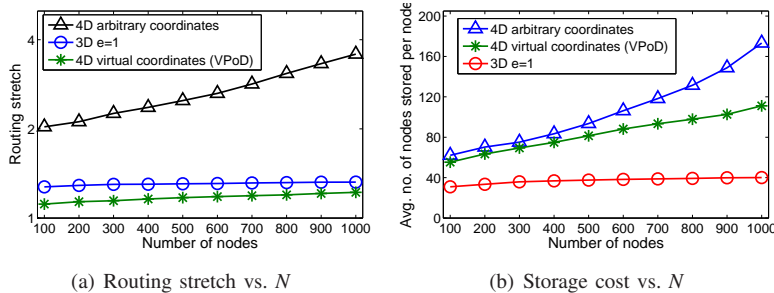 4D arbitrary coordinates
3D e=1
4D virtual coordinates (VPoD)
Routing stretch
4
2
1
100 200 300 400 500 600 700 800 900 1000
Number of nodes
(a) Routing stretch vs. N
4D arbitrary coordinates
4D virtual coordinates (VPoD)
3D e=1
Avg. no. of nodes stored per node
200
160
120
80
40
0
100 200 300 400 500 600 700 800 900 1000
Number of nodes
(b) Storage cost vs. N